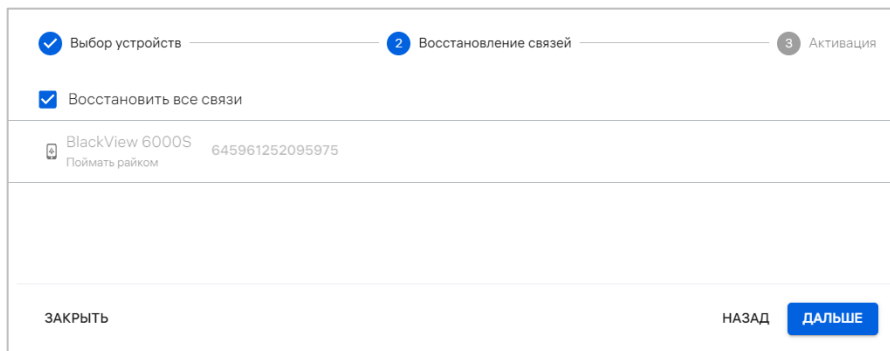 Выбор устройств
2 Восстановление связей
3 Активация
Восстановить все связи
BlackView 6000S
645961252095975
Поймать райком
ЗАКРЫТЬ
НАЗАД
ДАЛЬШЕ